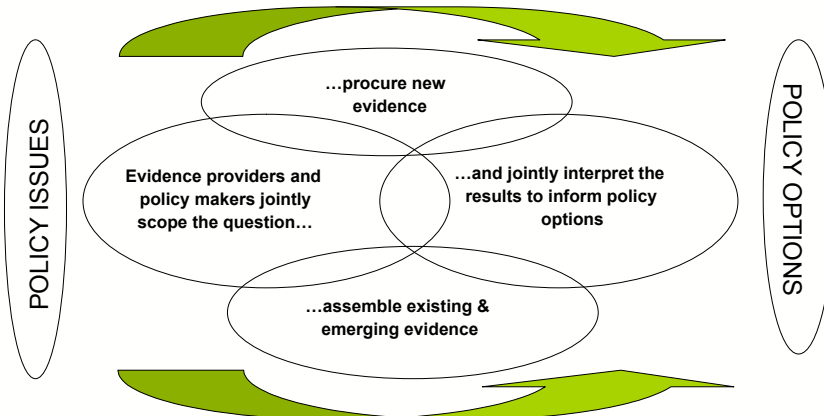 POLICY ISSUES
…procure new
evidence
Evidence providers and
policy makers jointly
scope the question…
…and jointly interpret the
results to inform policy
options
…assemble existing &
emerging evidence
POLICY OPTIONS